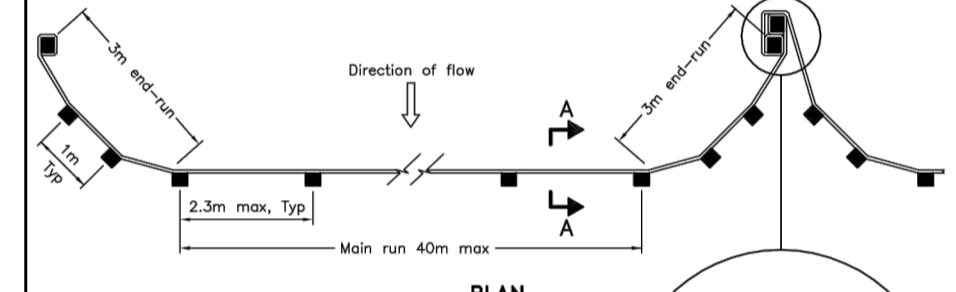 3m end-run
Direction of flow
3m end-run
A
1m
Typ
2.3m max, Typ
A
Main run 40m max
PLAN